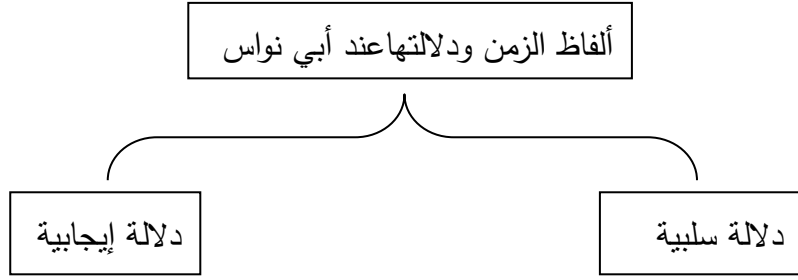 ألفاظ الزمن ودلالتهاعند أبي نواس
دلالة سلبية
دلالة إيجابية